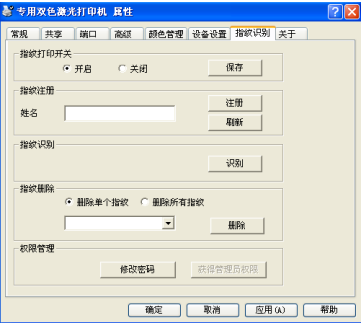 专用双色激光打印机 属性
常规 共享 端口 高级 颜色管理 设备设置 指纹识别 关于
指纹打印开关
开启 关闭 保存
指纹注册
注册
姓名
刷新
指纹识别
识别
指纹删除
删除单个指纹 删除所有指纹
删除
权限管理
修改密码 获得管理员权限
确定 取消 应用(A) 帮助